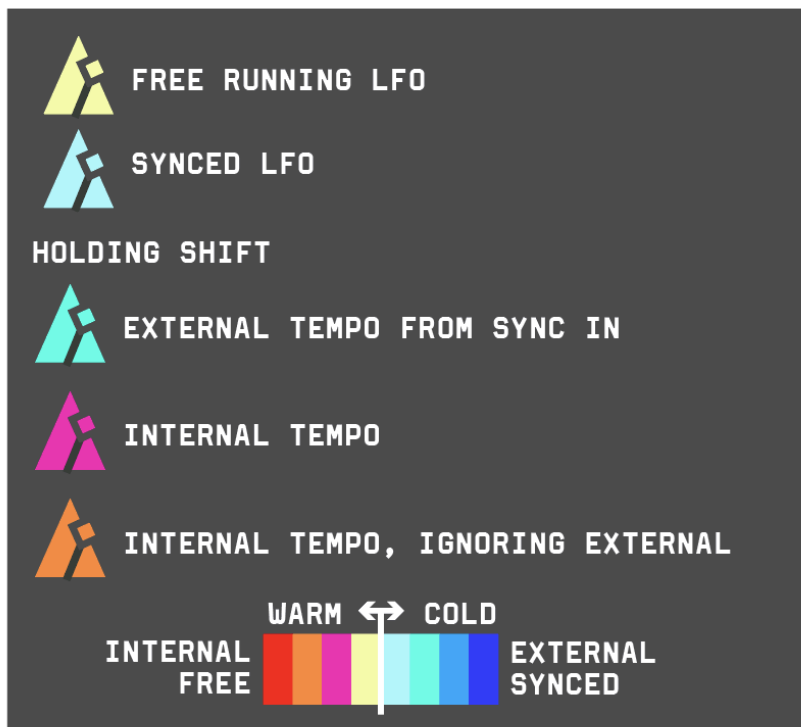 FREE RUNNING LFO
SYNCED LFO
HOLDING SHIFT
EXTERNAL TEMPO FROM SYNC IN
INTERNAL TEMPO
INTERNAL TEMPO, IGNORING EXTERNAL
WARM ↔ COLD
INTERNAL FREE
EXTERNAL SYNCED